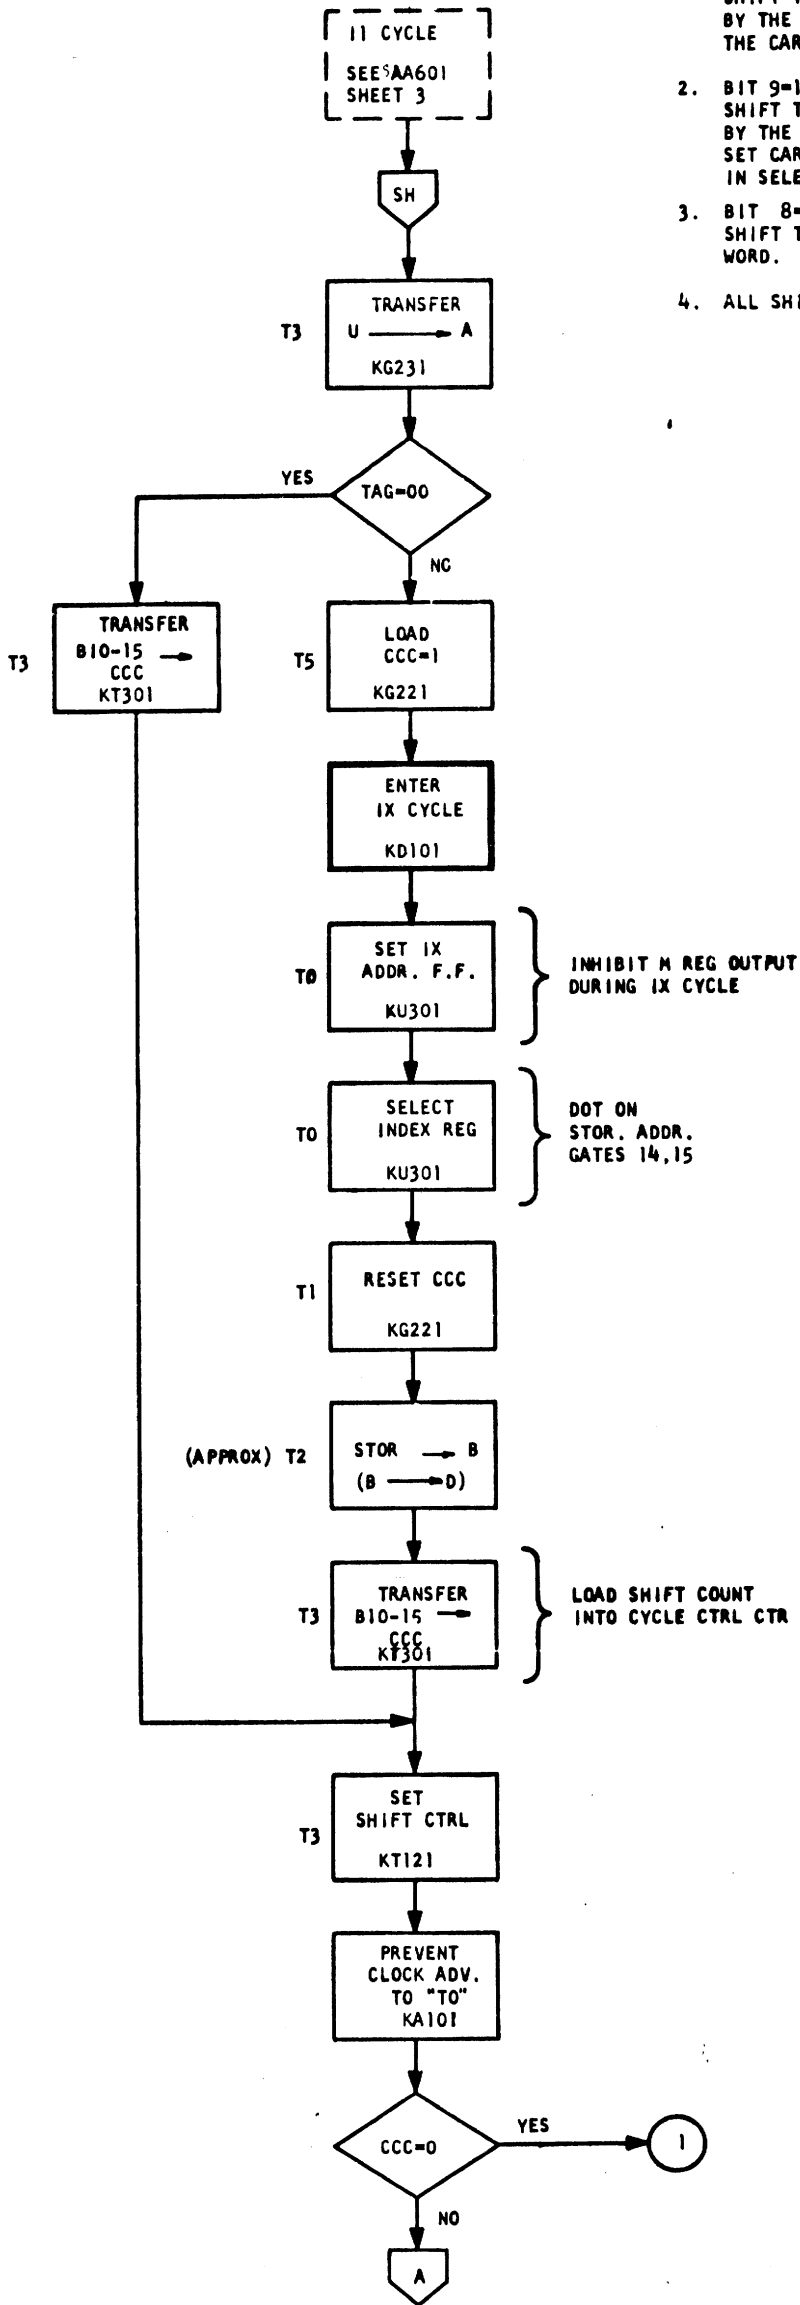 I1 CYCLE
SEE AA601
SHEET 3
SH
T3
TRANSFER
U → A
KG231
YES
TAG=00
NO
T3
TRANSFER
B10-15 →
CCC
KT301
T5
LOAD
CCC=1
KG221
ENTER
IX CYCLE
KD101
T0
SET IX
ADDR. F.F.
KU301
INHIBIT M REG OUTPUT
DURING IX CYCLE
T0
SELECT
INDEX REG
KU301
DOT ON
STOR. ADDR.
GATES 14,15
T1
RESET CCC
KG221
(APPROX) T2
STOR → B
(B → D)
T3
TRANSFER
B10-15 →
CCC
KT301
LOAD SHIFT COUNT
INTO CYCLE CTRL CTR
T3
SET
SHIFT CTRL
KT121
PREVENT
CLOCK ADV.
TO "T0"
KA101
CCC=0
YES
1
NO
A
BY THE
THE CAR
2. BIT 9=1
SHIFT T
BY THE
SET CAR
IN SELE
3. BIT 8=
SHIFT T
WORD.
4. ALL SHI